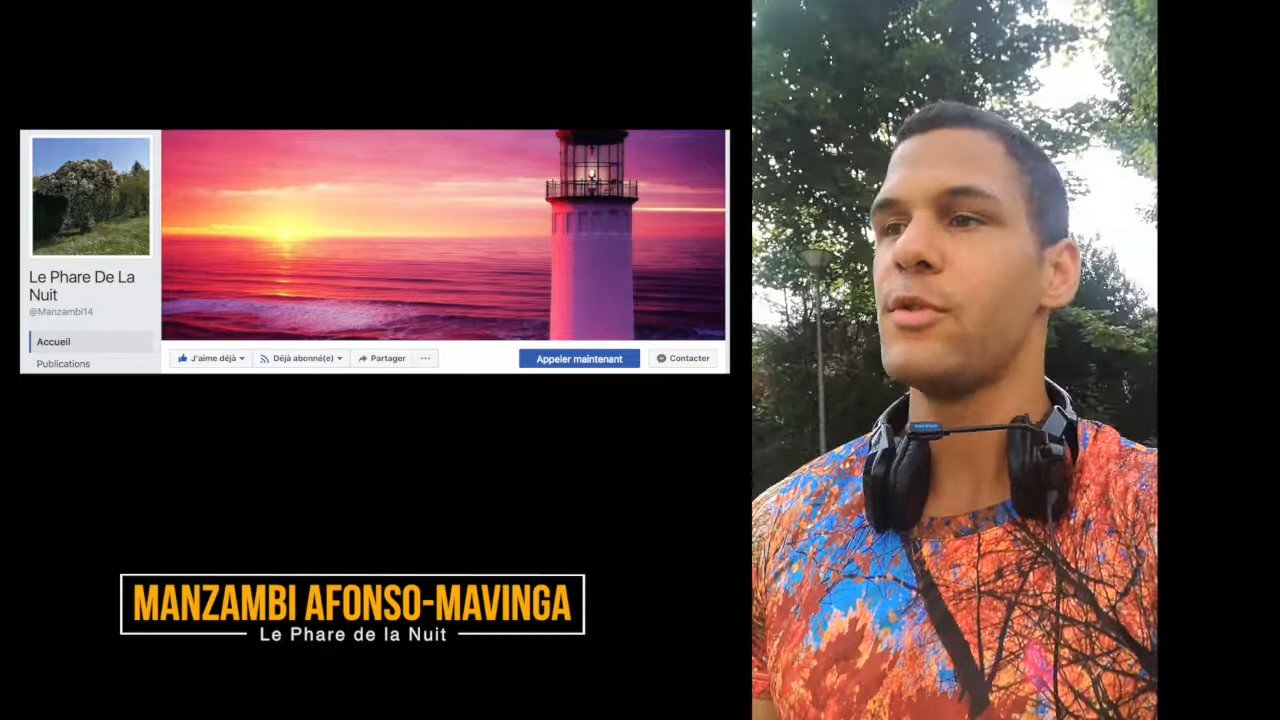 Le Phare De La
Nuit
@Manzambi14
Accueil
Publications
J'aime déjà
Déjà abonné(e)
Partager
Appeler maintenant
Contacter
MANZAMBI AFONSO-MAVINGA
Le Phare de la Nuit